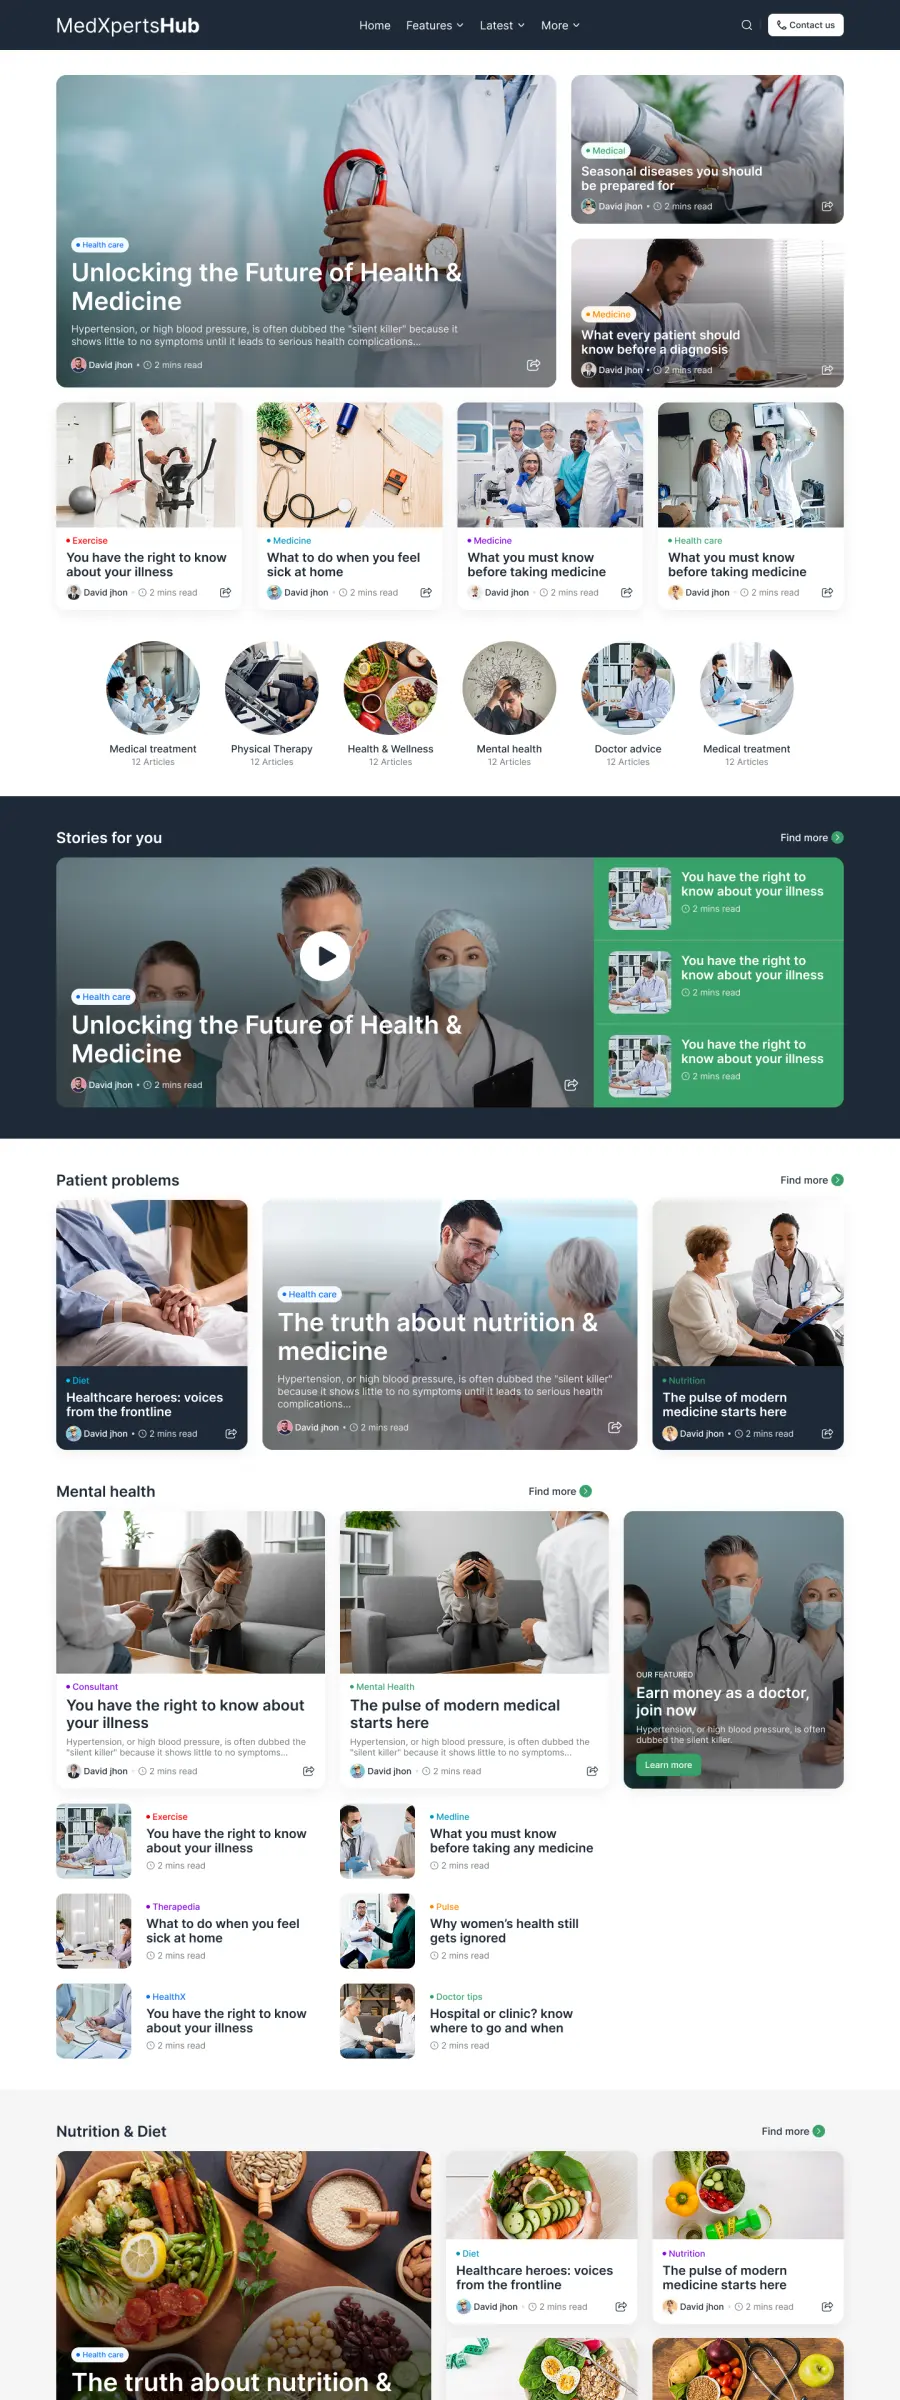 MedXpertsHub
Home Features Latest More
Contact us
Health care
Unlocking the Future of Health &
Medicine
Hypertension, or high blood pressure, is often dubbed the "silent killer" because it
shows little to no symptoms until it leads to serious health complications...
David jhon • 2 mins read
Medical
Seasonal diseases you should
be prepared for
David jhon • 2 mins read
Medicine
What every patient should
know before a diagnosis
David jhon • 2 mins read
Exercise
You have the right to know
about your illness
David jhon • 2 mins read
Medicine
What to do when you feel
sick at home
David jhon • 2 mins read
Medicine
What you must know
before taking medicine
David jhon • 2 mins read
Health care
What you must know
before taking medicine
David jhon • 2 mins read
Medical treatment
12 Articles
Physical Therapy
12 Articles
Health & Wellness
12 Articles
Mental health
12 Articles
Doctor advice
12 Articles
Medical treatment
12 Articles
Stories for you
Find more
Health care
Unlocking the Future of Health &
Medicine
David jhon • 2 mins read
You have the right to
know about your illness
2 mins read
You have the right to
know about your illness
2 mins read
You have the right to
know about your illness
2 mins read
Patient problems
Find more
Diet
Healthcare heroes: voices
from the frontline
David jhon • 2 mins read
Health care
The truth about nutrition &
medicine
Hypertension, or high blood pressure, is often dubbed the "silent killer"
because it shows little to no symptoms until it leads to serious health
complications...
David jhon • 2 mins read
Nutrition
The pulse of modern
medicine starts here
David jhon • 2 mins read
Mental health
Find more
Consultant
You have the right to know about
your illness
Hypertension, or high blood pressure, is often dubbed the
"silent killer" because it shows little to no symptoms...
David jhon • 2 mins read
Mental Health
The pulse of modern medical
starts here
Hypertension, or high blood pressure, is often dubbed the
"silent killer" because it shows little to no symptoms...
David jhon • 2 mins read
OUR FEATURED
Earn money as a doctor,
join now
Hypertension, or high blood pressure, is often
dubbed the silent killer.
Learn more
Exercise
You have the right to know
about your illness
2 mins read
Medline
What you must know
before taking any medicine
2 mins read
Therapedia
What to do when you feel
sick at home
2 mins read
Pulse
Why women's health still
gets ignored
2 mins read
HealthX
You have the right to know
about your illness
2 mins read
Doctor tips
Hospital or clinic? know
where to go and when
2 mins read
Nutrition & Diet
Find more
Health care
The truth about nutrition &
Diet
Healthcare heroes: voices
from the frontline
David jhon • 2 mins read
Nutrition
The pulse of modern
medicine starts here
David jhon • 2 mins read